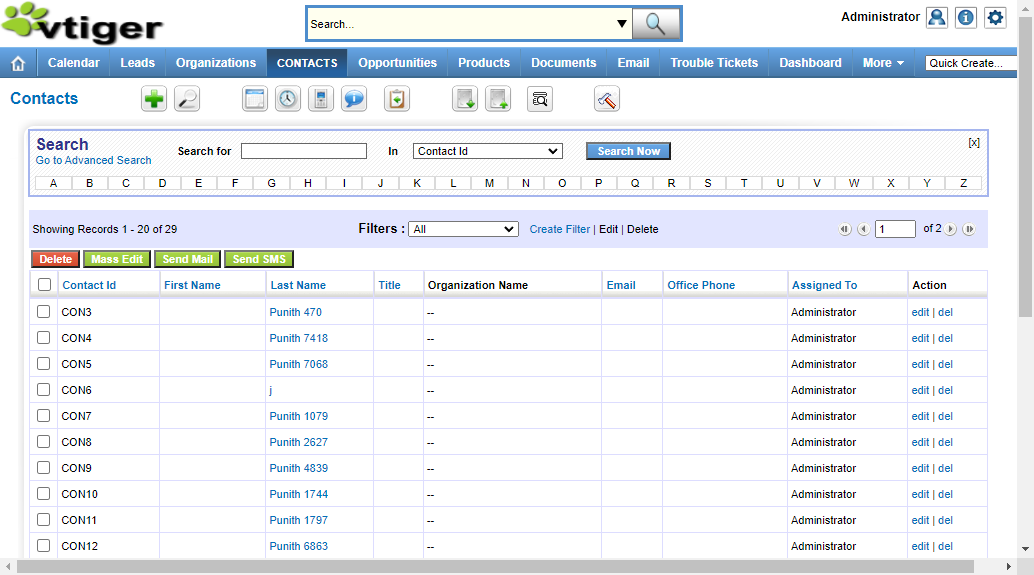 vtiger
Search...
Administrator
Calendar Leads Organizations CONTACTS Opportunities Products Documents Email Trouble Tickets Dashboard More Quick Create...
Contacts
Search
Go to Advanced Search
Search for In Contact Id Search Now
[x]
A B C D E F G H I J K L M N O P Q R S T U V W X Y Z
Showing Records 1 - 20 of 29 Filters : All Create Filter | Edit | Delete 1 of 2
Delete Mass Edit Send Mail Send SMS
Contact Id First Name Last Name Title Organization Name Email Office Phone Assigned To Action
CON3 Punith 470 -- Administrator edit | del
CON4 Punith 7418 -- Administrator edit | del
CON5 Punith 7068 -- Administrator edit | del
CON6 j -- Administrator edit | del
CON7 Punith 1079 -- Administrator edit | del
CON8 Punith 2627 -- Administrator edit | del
CON9 Punith 4839 -- Administrator edit | del
CON10 Punith 1744 -- Administrator edit | del
CON11 Punith 1797 -- Administrator edit | del
CON12 Punith 6863 -- Administrator edit | del